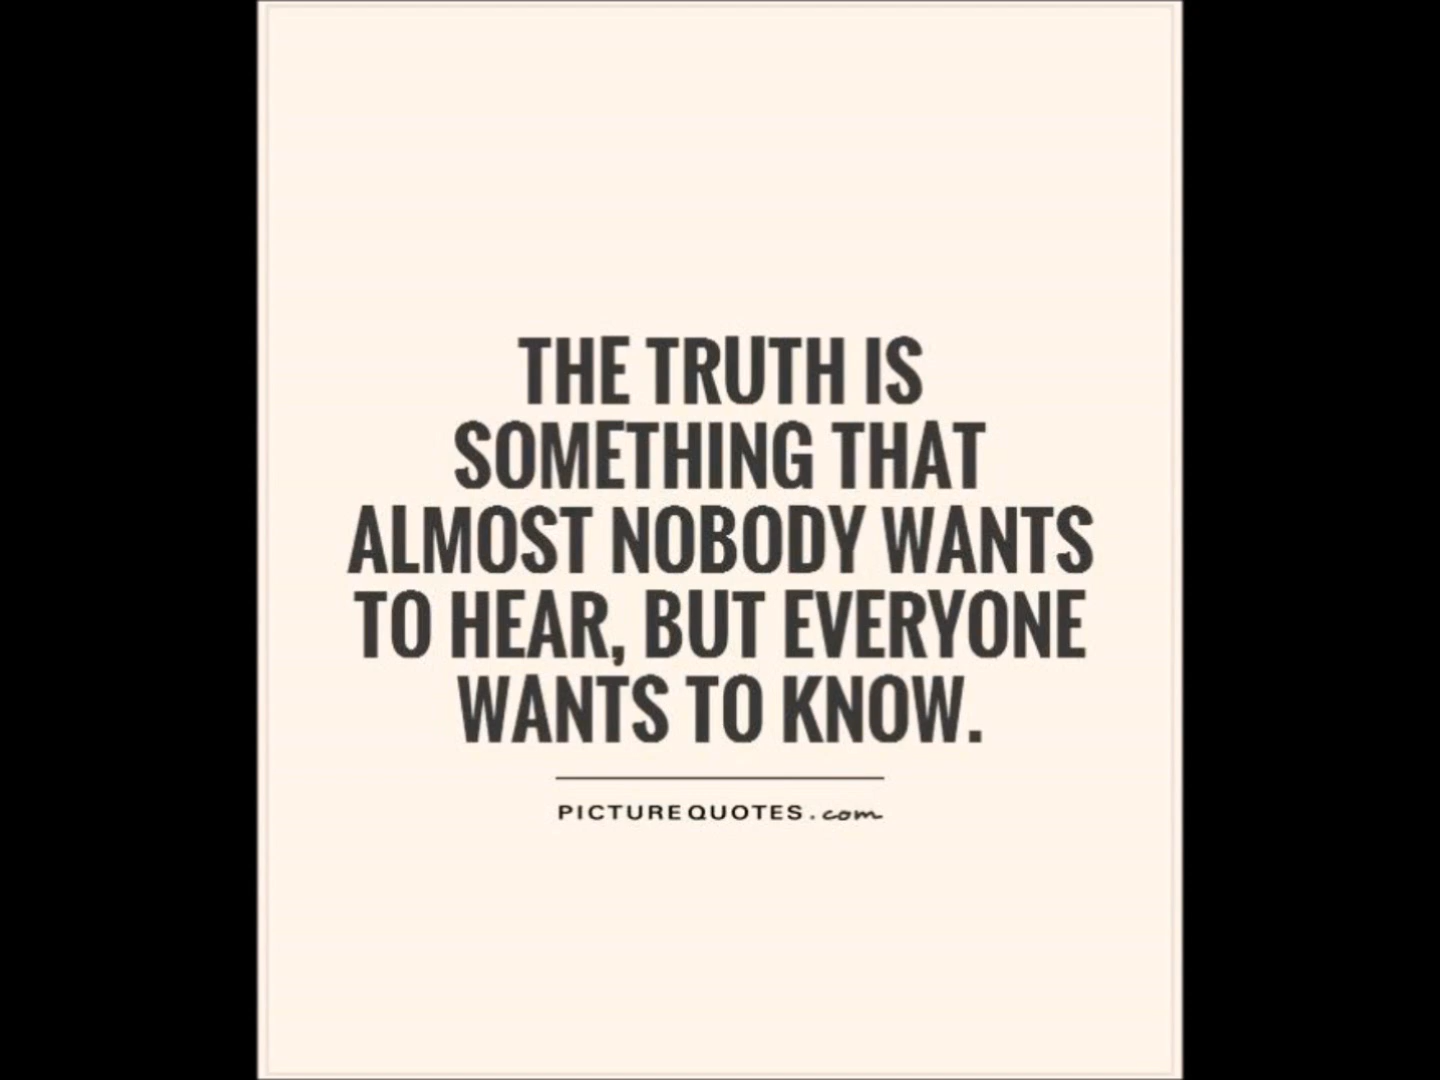 THE TRUTH IS
SOMETHING THAT
ALMOST NOBODY WANTS
TO HEAR, BUT EVERYONE
WANTS TO KNOW.
PICTUREQUOTES.com